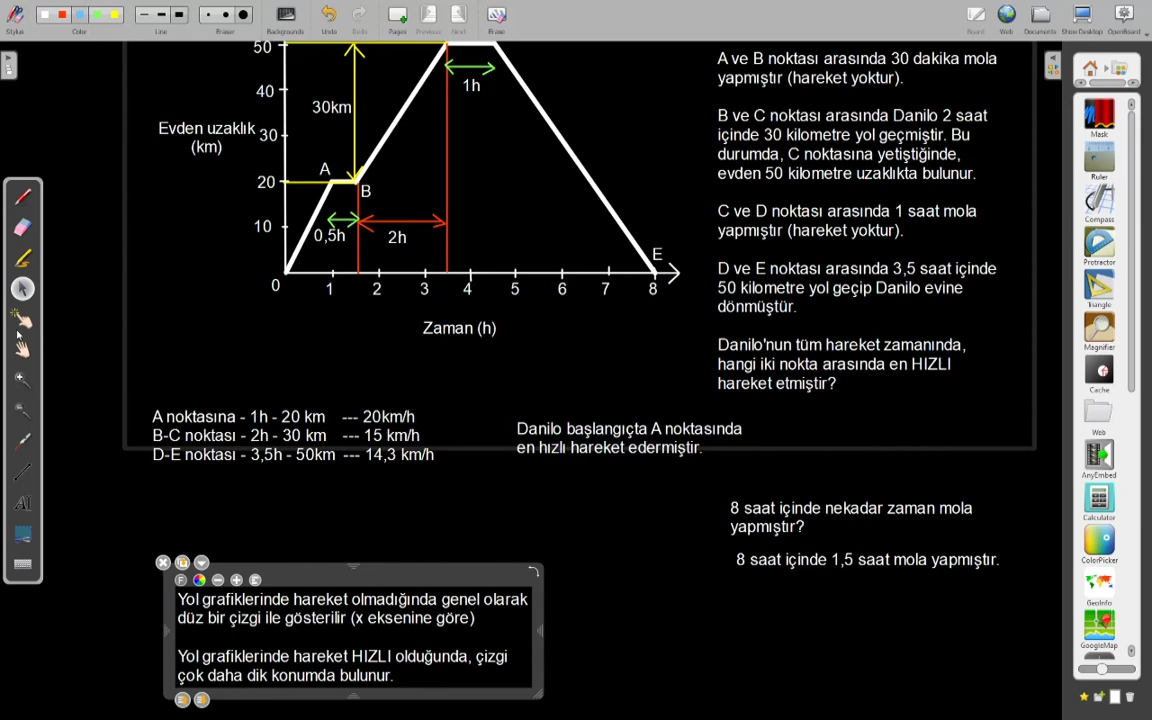 Stylus
Color
Line
Eraser
Backgrounds
Undo
Redo
Pages
Previous
Next
Erase
Board
Web
Documents
Show Desktop
OpenBoard
50
40
30
20
10
0
Evden uzaklık
(km)
30km
1h
A
B
0,5h
2h
E
1 2 3 4 5 6 7 8
Zaman (h)
A ve B noktası arasında 30 dakika mola
yapmıştır (hareket yoktur).
B ve C noktası arasında Danilo 2 saat
içinde 30 kilometre yol geçmiştir. Bu
durumda, C noktasına yetiştiğinde,
evden 50 kilometre uzaklıkta bulunur.
C ve D noktası arasında 1 saat mola
yapmıştır (hareket yoktur).
D ve E noktası arasında 3,5 saat içinde
50 kilometre yol geçip Danilo evine
dönmüştür.
Danilo'nun tüm hareket zamanında,
hangi iki nokta arasında en HIZLI
hareket etmiştir?
A noktasına - 1h - 20 km --- 20km/h
B-C noktası - 2h - 30 km --- 15 km/h
D-E noktası - 3,5h - 50km --- 14,3 km/h
Danilo başlangıçta A noktasında
en hızlı hareket edermiştir.
8 saat içinde nekadar zaman mola
yapmıştır?
8 saat içinde 1,5 saat mola yapmıştır.
F
Yol grafiklerinde hareket olmadığında genel olarak
düz bir çizgi ile gösterilir (x eksenine göre)
Yol grafiklerinde hareket HIZLI olduğunda, çizgi
çok daha dik konumda bulunur.
AI
Mask
Ruler
Compass
Protractor
Triangle
Magnifier
Cache
Web
AnyEmbed
Calculator
ColorPicker
GeoInfo
GoogleMap